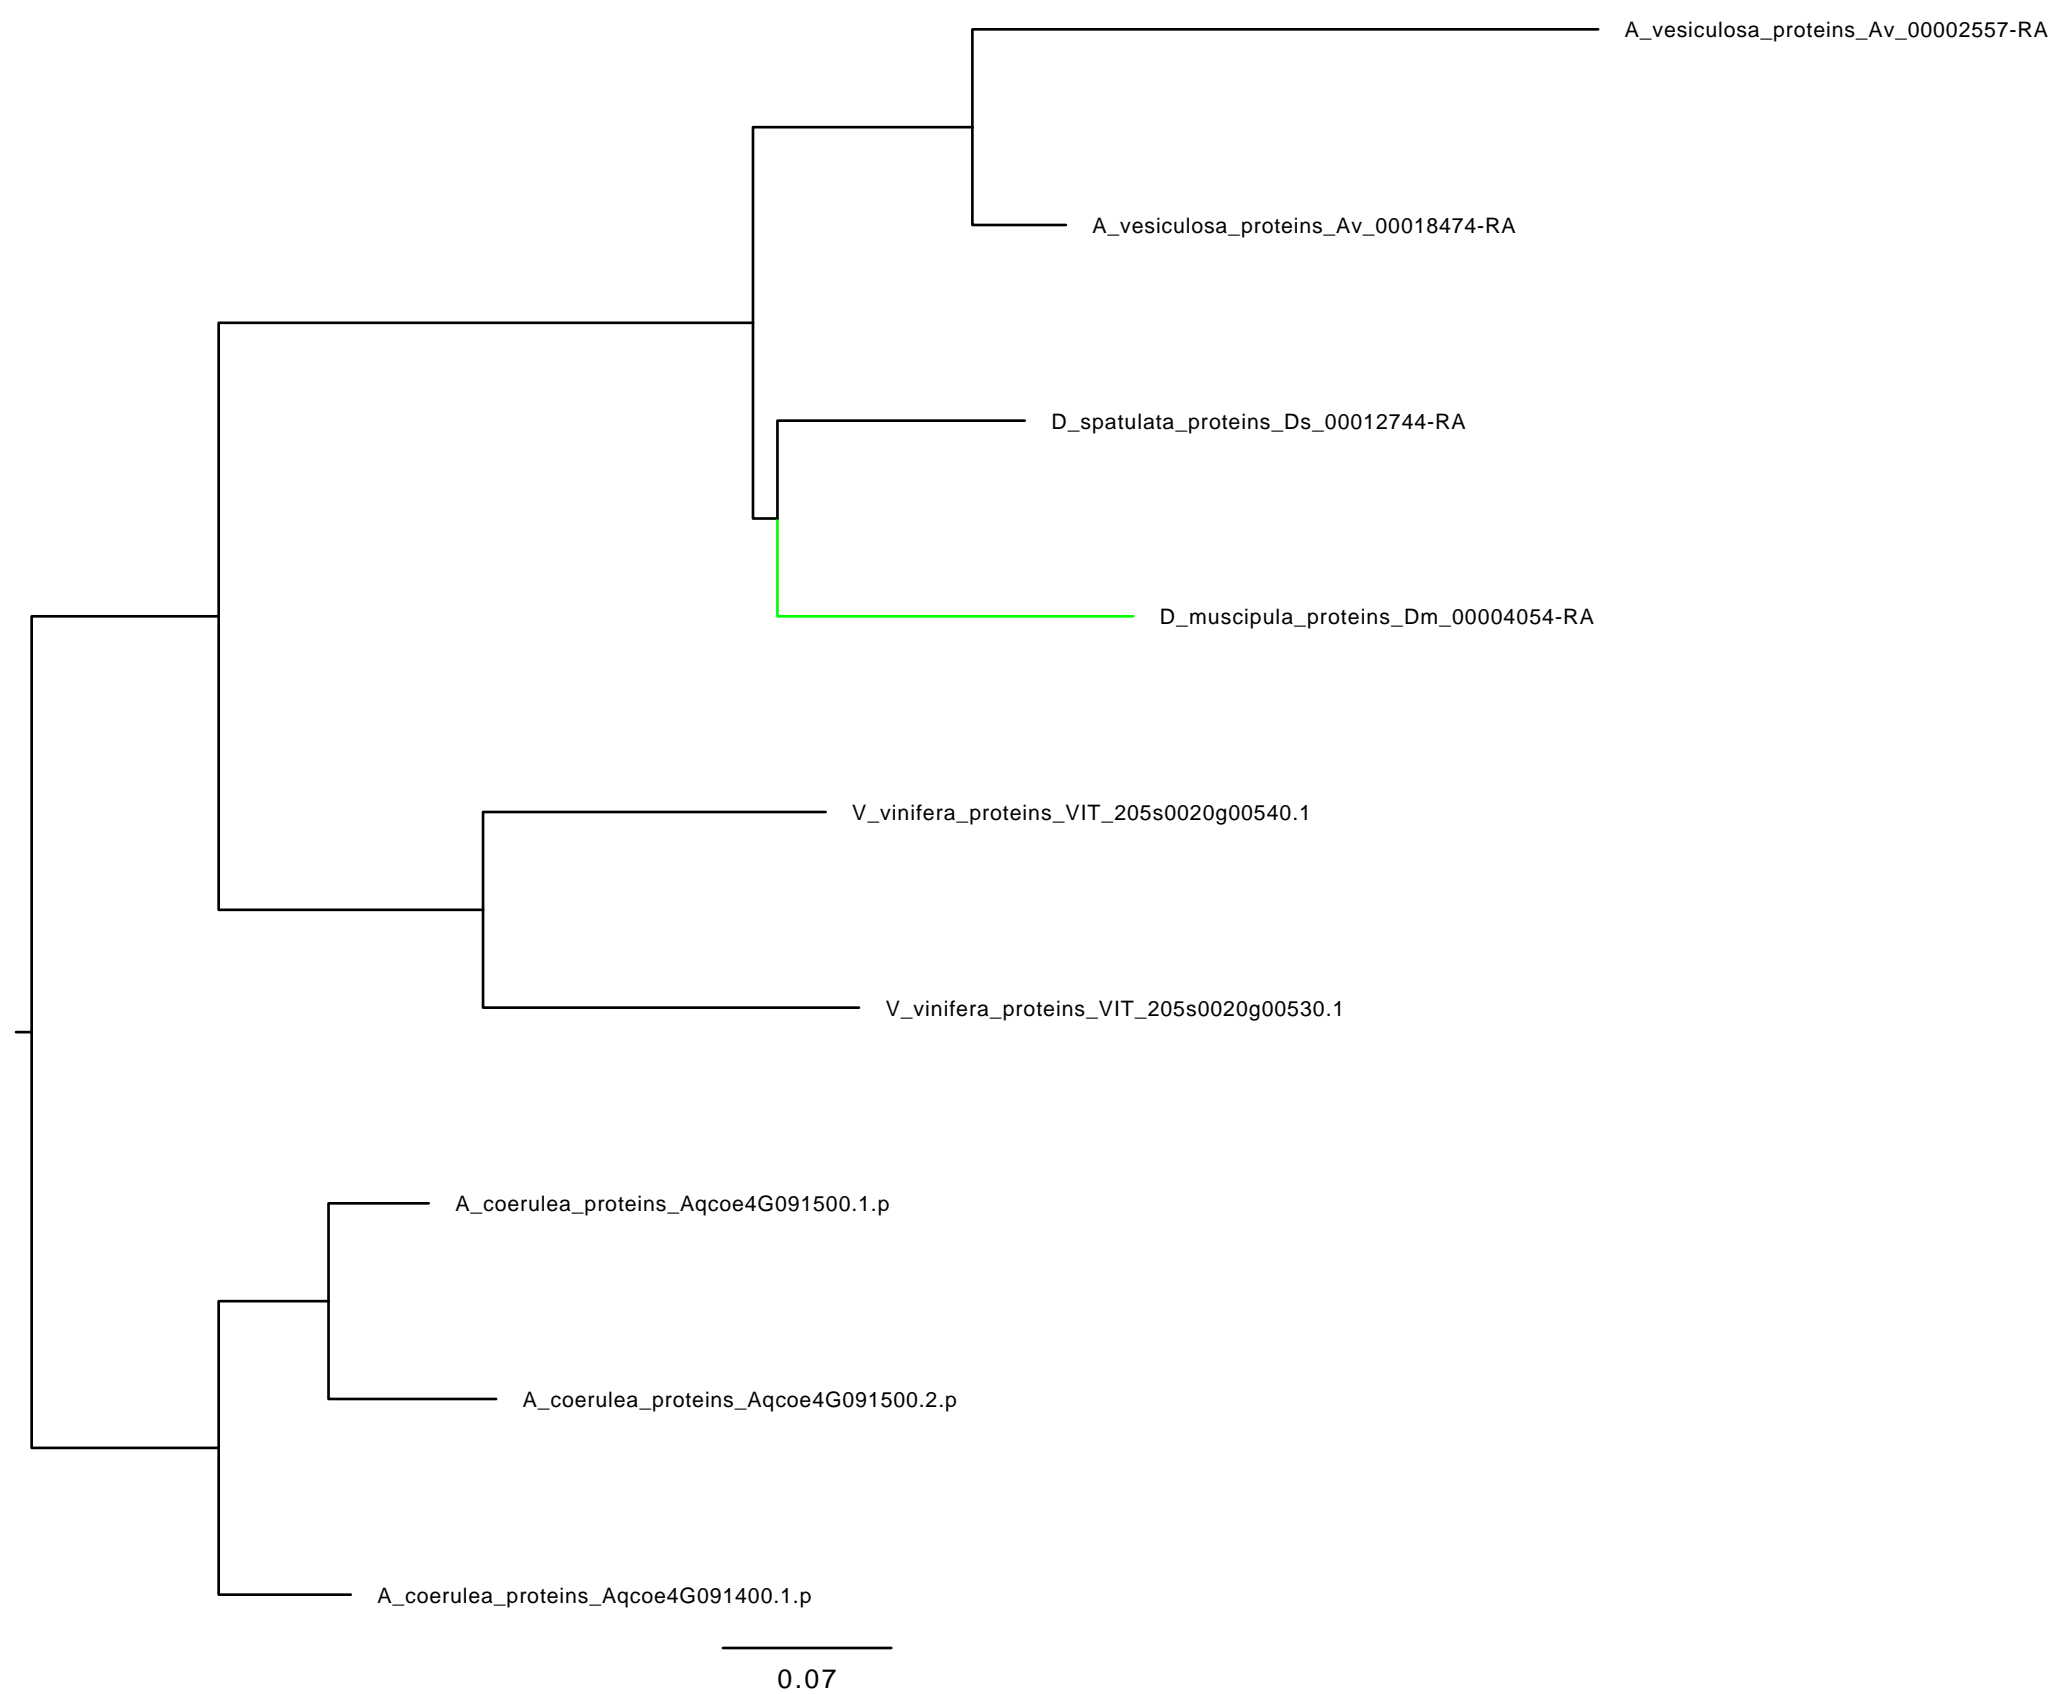 A_vesiculosa_proteins_Av_00002557-RA
A_vesiculosa_proteins_Av_00018474-RA
D_spatulata_proteins_Ds_00012744-RA
D_muscipula_proteins_Dm_00004054-RA
V_vinifera_proteins_VIT_205s0020g00540.1
V_vinifera_proteins_VIT_205s0020g00530.1
A_coerulea_proteins_Aqcoe4G091500.1.p
A_coerulea_proteins_Aqcoe4G091500.2.p
A_coerulea_proteins_Aqcoe4G091400.1.p
0.07